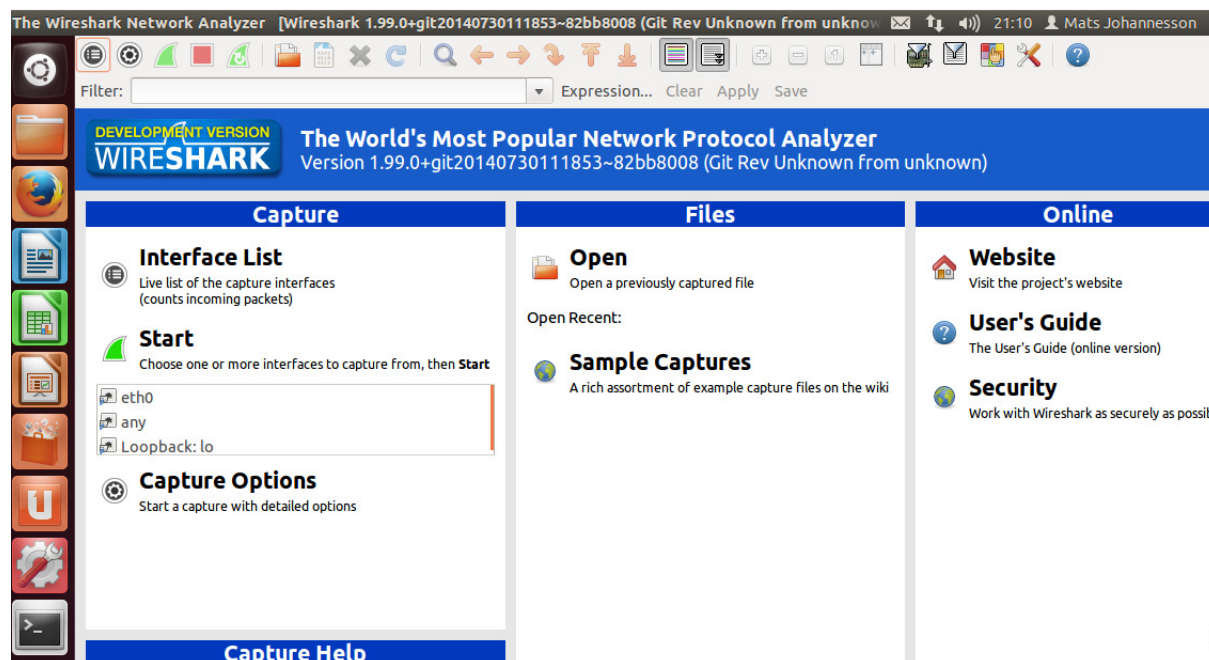 The Wireshark Network Analyzer [Wireshark 1.99.0+git20140730111853~82bb8008 (Git Rev Unknown from unknow 21:10 Mats Johannesson
Filter: Expression... Clear Apply Save
DEVELOPMENT VERSION
WIRESHARK
The World's Most Popular Network Protocol Analyzer
Version 1.99.0+git20140730111853~82bb8008 (Git Rev Unknown from unknown)
Capture
Interface List
Live list of the capture interfaces
(counts incoming packets)
Start
Choose one or more interfaces to capture from, then Start
eth0
any
Loopback: lo
Capture Options
Start a capture with detailed options
Capture Help
Files
Open
Open a previously captured file
Open Recent:
Sample Captures
A rich assortment of example capture files on the wiki
Online
Website
Visit the project's website
User's Guide
The User's Guide (online version)
Security
Work with Wireshark as securely as possib